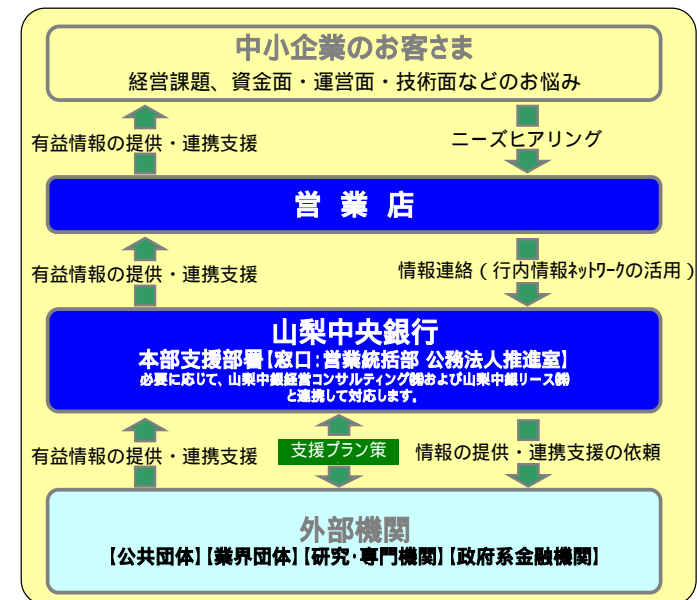 中小企業のお客さま
経営課題、資金面・運営面・技術面などのお悩み
有益情報の提供・連携支援
ニーズヒアリング
営 業 店
有益情報の提供・連携支援
情報連絡(行内情報ﾈｯﾄﾜｰｸの活用)
山梨中央銀行
本部支援部署【窓口:営業統括部 公務法人推進室】
必要に応じて、山梨中銀経営コンサルティング㈱および山梨中銀リース㈱
と連携して対応します。
有益情報の提供・連携支援
支援プラン策
情報の提供・連携支援の依頼
外部機関
【公共団体】【業界団体】【研究・専門機関】【政府系金融機関】